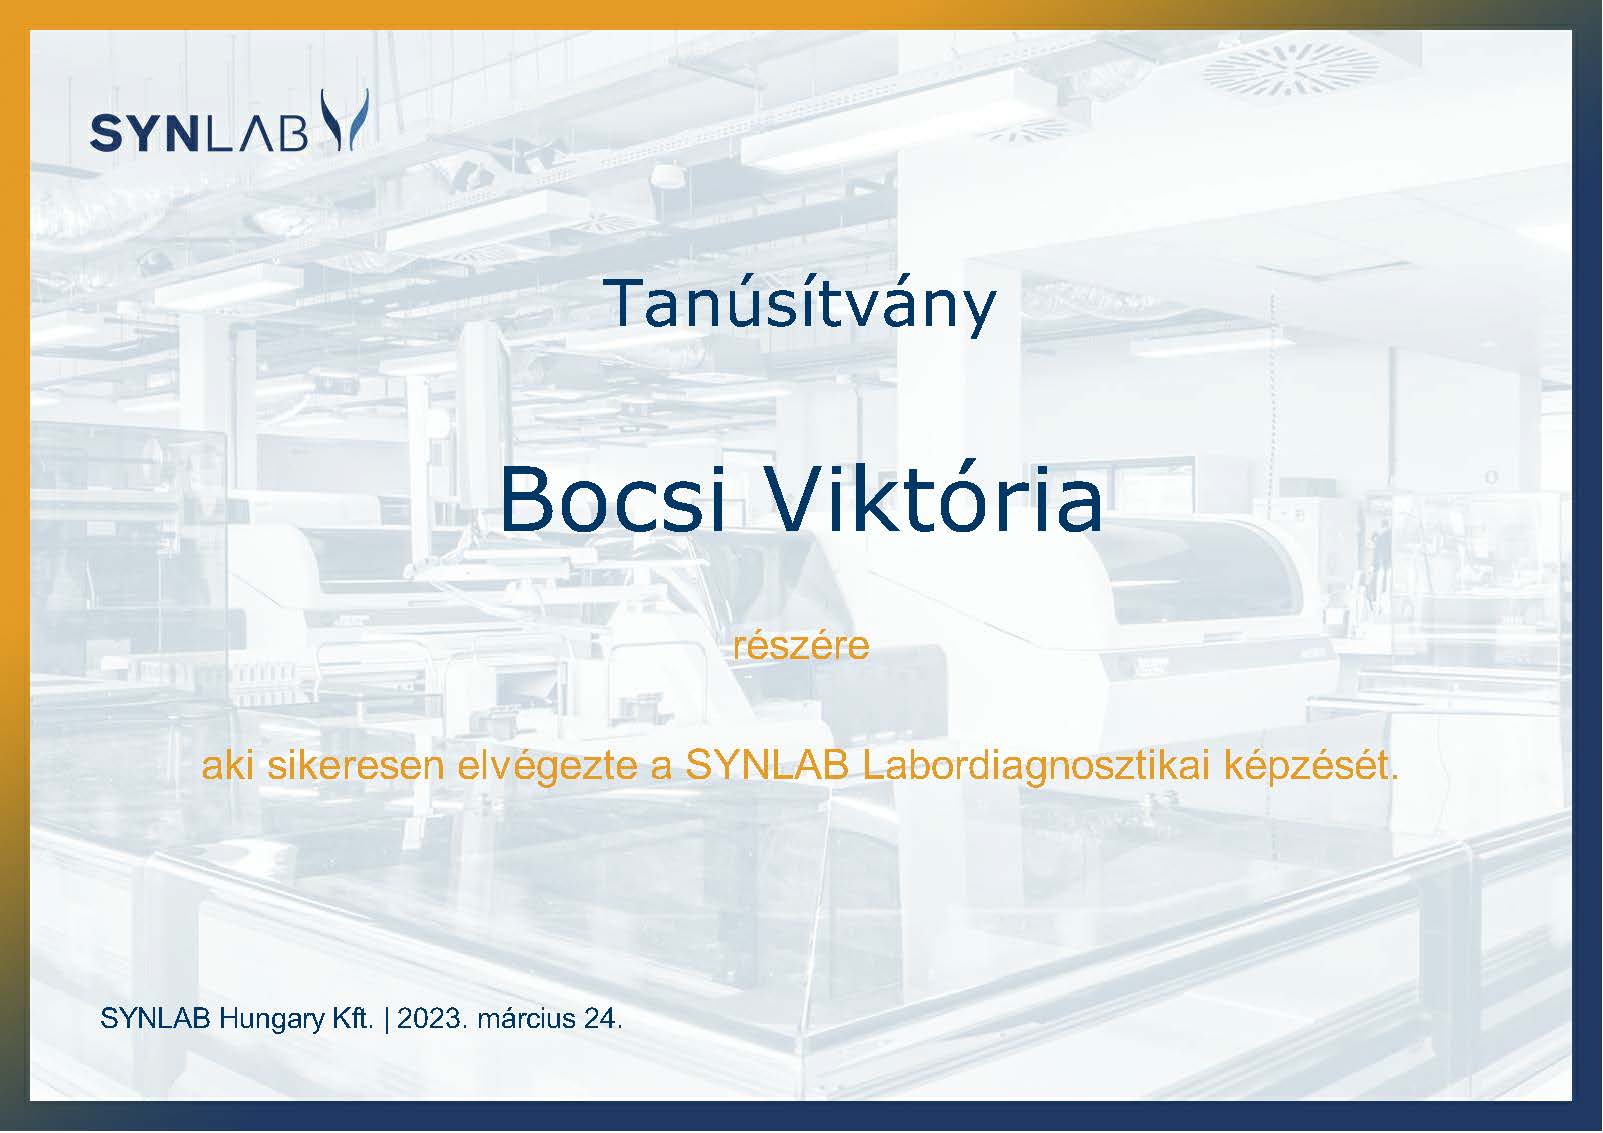 SYNLAB
Tanúsítvány
Bocsi Viktória
részére
aki sikeresen elvégezte a SYNLAB Labordiagnosztikai képzését.
SYNLAB Hungary Kft. | 2023. március 24.